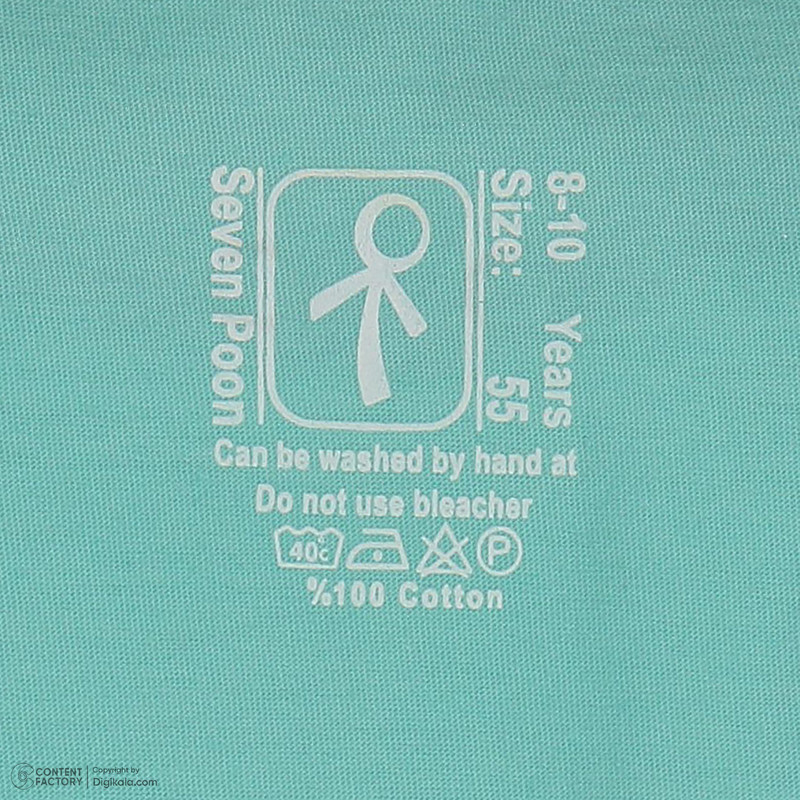 Seven Poon
Size: 55
8-10 Years
Can be washed by hand at
Do not use bleacher
40c P
%100 Cotton
CONTENT FACTORY
Copyright by
Digikala.com